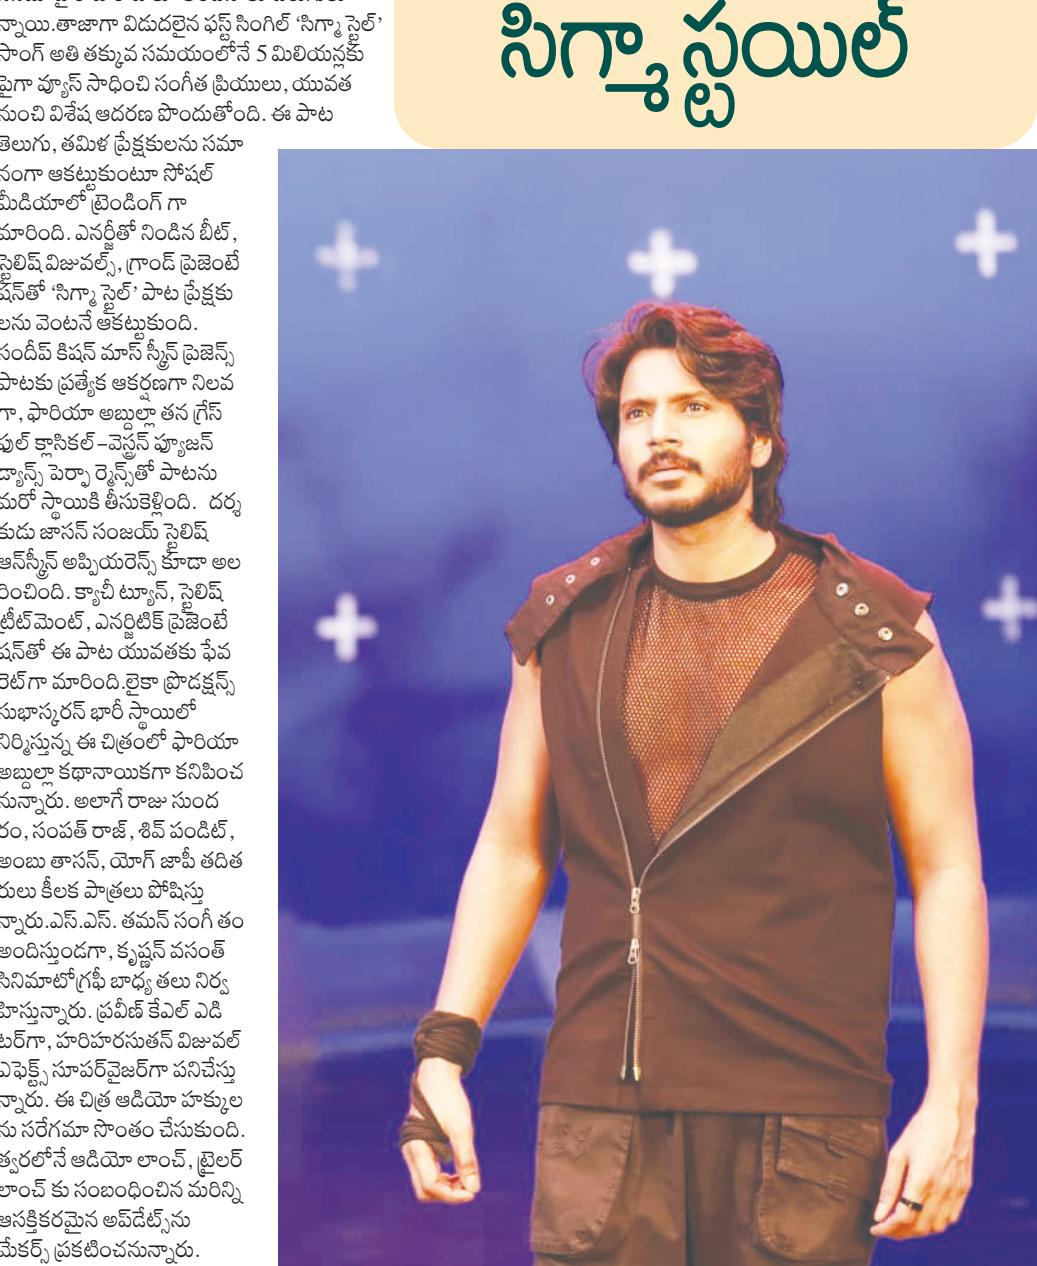 సిగ్మా స్టయిల్
న్నాయి.తాజాగా విడుదలైన ఫస్ట్ సింగిల్ ‘సిగ్మా స్టైల్’
సాంగ్ అతి తక్కువ సమయంలోనే 5 మిలియన్లకు
పైగా వ్యూస్ సాధించి సంగీత ప్రియులు, యువత
నుంచి విశేష ఆదరణ పొందుతోంది. ఈ పాట
తెలుగు, తమిళ ప్రేక్షకులను సమా
నంగా ఆకట్టుకుంటూ సోషల్
మీడియాలో ట్రెండింగ్ గా
మారింది. ఎనర్జీతో నిండిన బీట్,
స్టైలిష్ విజువల్స్, గ్రాండ్ ప్రెజెంటే
షన్‌తో ‘సిగ్మా స్టైల్’ పాట ప్రేక్షకు
లను వెంటనే ఆకట్టుకుంది.
సందీప్ కిషన్ మాస్ స్క్రీన్ ప్రెజెన్స్
పాటకు ప్రత్యేక ఆకర్షణగా నిలవ
గా, ఫారియా అబ్దుల్లా తన గ్రేస్
ఫుల్ క్లాసికల్–వెస్ట్రన్ ఫ్యూజన్
డ్యాన్స్ పెర్ఫా ర్మెన్స్‌తో పాటను
మరో స్థాయికి తీసుకెళ్లింది. దర్శ
కుడు జాసన్ సంజయ్ స్టైలిష్
ఆన్‌స్క్రీన్ అప్పియరెన్స్ కూడా అల
రించింది. క్యాచీ ట్యూన్, స్టైలిష్
ట్రీట్‌మెంట్, ఎనర్జిటిక్ ప్రెజెంటే
షన్‌తో ఈ పాట యువతకు ఫేవ
రెట్‌గా మారింది.లైకా ప్రొడక్షన్స్
సుభాస్కరన్ భారీ స్థాయిలో
నిర్మిస్తున్న ఈ చిత్రంలో ఫారియా
అబ్దుల్లా కథానాయికగా కనిపించ
నున్నారు. అలాగే రాజు సుంద
రం, సంపత్ రాజ్, శివ్ పండిట్,
అంబు తాసన్, యోగ్ జాపీ తదిత
రులు కీలక పాత్రలు పోషిస్తు
న్నారు.ఎస్.ఎస్. తమన్ సంగీ తం
అందిస్తుండగా, కృష్ణన్ వసంత్
సినిమాటోగ్రఫీ బాధ్య తలు నిర్వ
హిస్తున్నారు. ప్రవీణ్ కేఎల్ ఎడి
టర్‌గా, హరిహరసుతన్ విజువల్
ఎఫెక్ట్స్ సూపర్‌వైజర్‌గా పనిచేస్తు
న్నారు. ఈ చిత్ర ఆడియో హక్కుల
ను సరేగమా సొంతం చేసుకుంది.
త్వరలోనే ఆడియో లాంచ్, ట్రైలర్
లాంచ్ కు సంబంధించిన మరిన్ని
ఆసక్తికరమైన అప్‌డేట్స్‌ను
మేకర్స్ ప్రకటించనున్నారు.